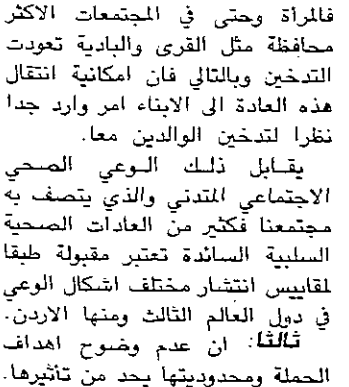 فالمرأة وحتى في المجتمعات الاكثر
محافظة مثل القرى والبادية تعودت
التدخين وبالتالي فان امكانية انتقال
هذه العادة الى الابناء امر وارد جدا
نظرا لتدخين الوالدين معا.
يقابل ذلك الوعي الصحي
الاجتماعي المتدني والذي يتصف به
مجتمعنا فكثير من العادات الصحية
السلبية السائدة تعتبر مقبولة طبقا
لمقاييس انتشار مختلف اشكال الوعي
في دول العالم الثالث ومنها الاردن.
ثالثا: ان عدم وضوح اهداف
الحملة ومحدوديتها يحد من تأثيرها.